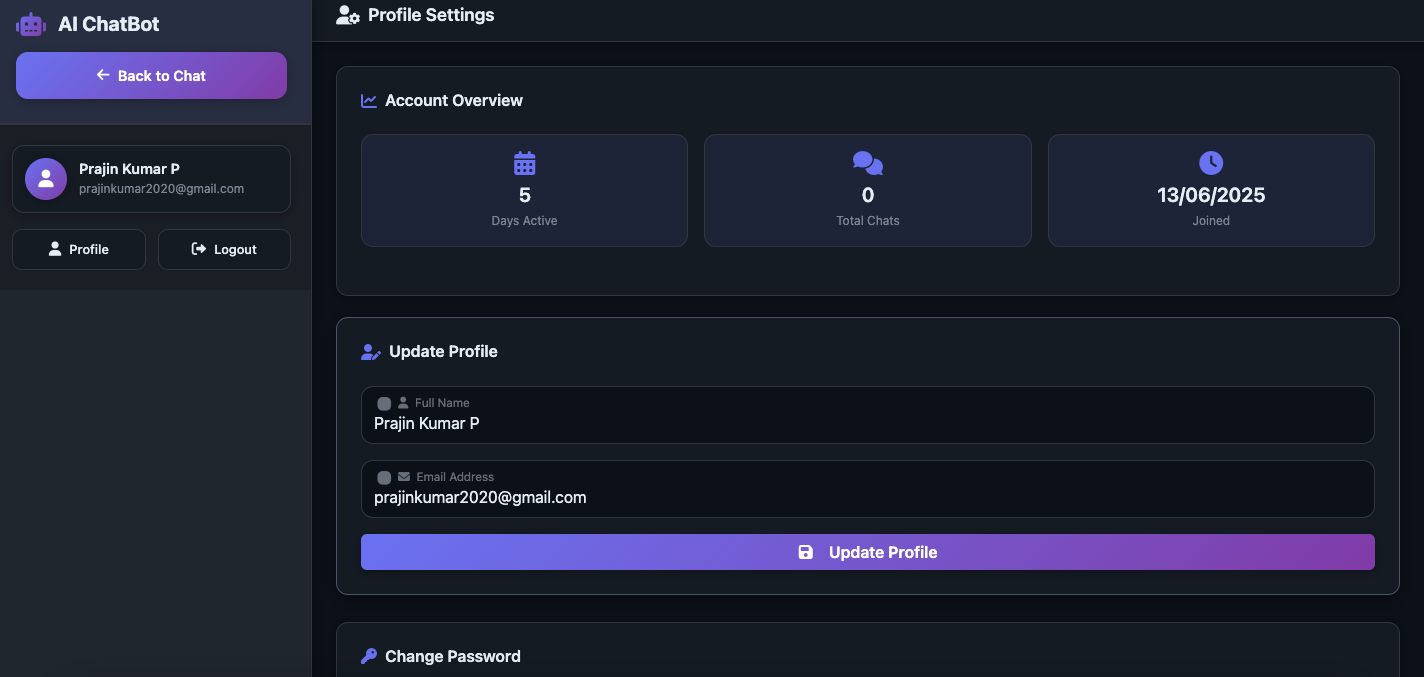 AI ChatBot
Back to Chat
Prajin Kumar P
prajinkumar2020@gmail.com
Profile
Logout
Profile Settings
Account Overview
5
Days Active
0
Total Chats
13/06/2025
Joined
Update Profile
Full Name
Prajin Kumar P
Email Address
prajinkumar2020@gmail.com
Update Profile
Change Password